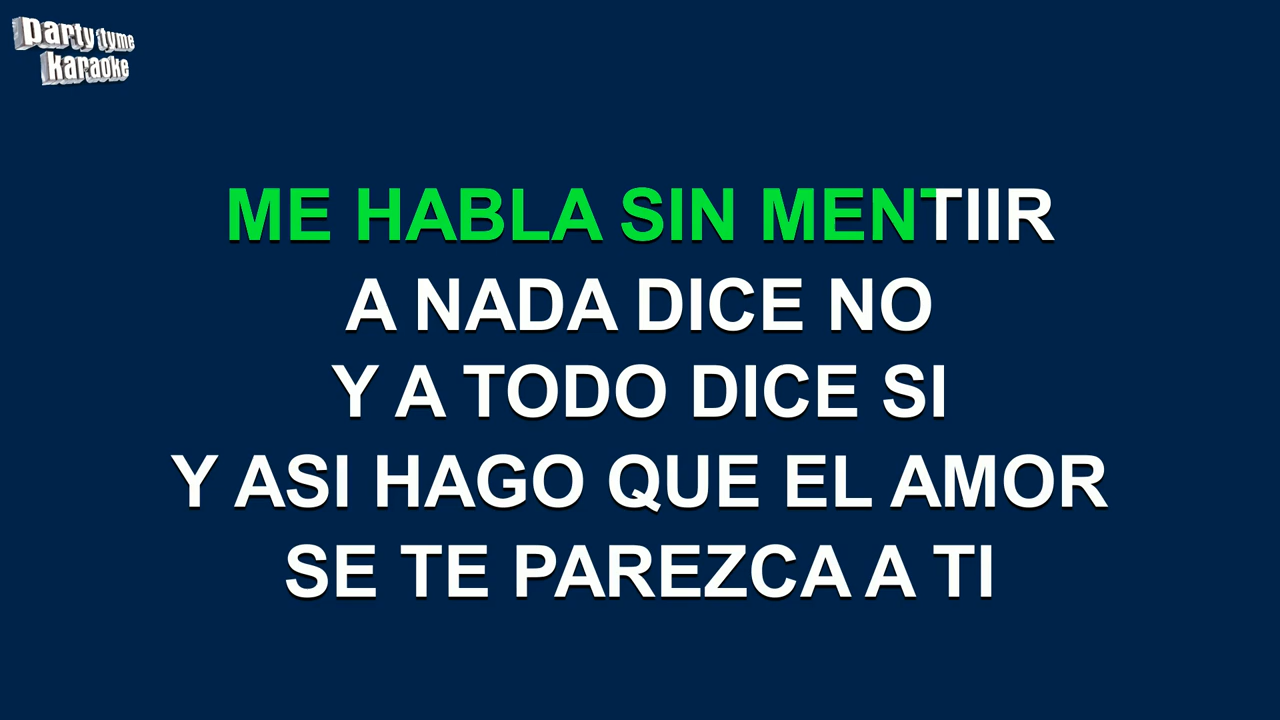 party tyme
karaoke
ME HABLA SIN MENTIIR
A NADA DICE NO
Y A TODO DICE SI
Y ASI HAGO QUE EL AMOR
SE TE PAREZCA A TI